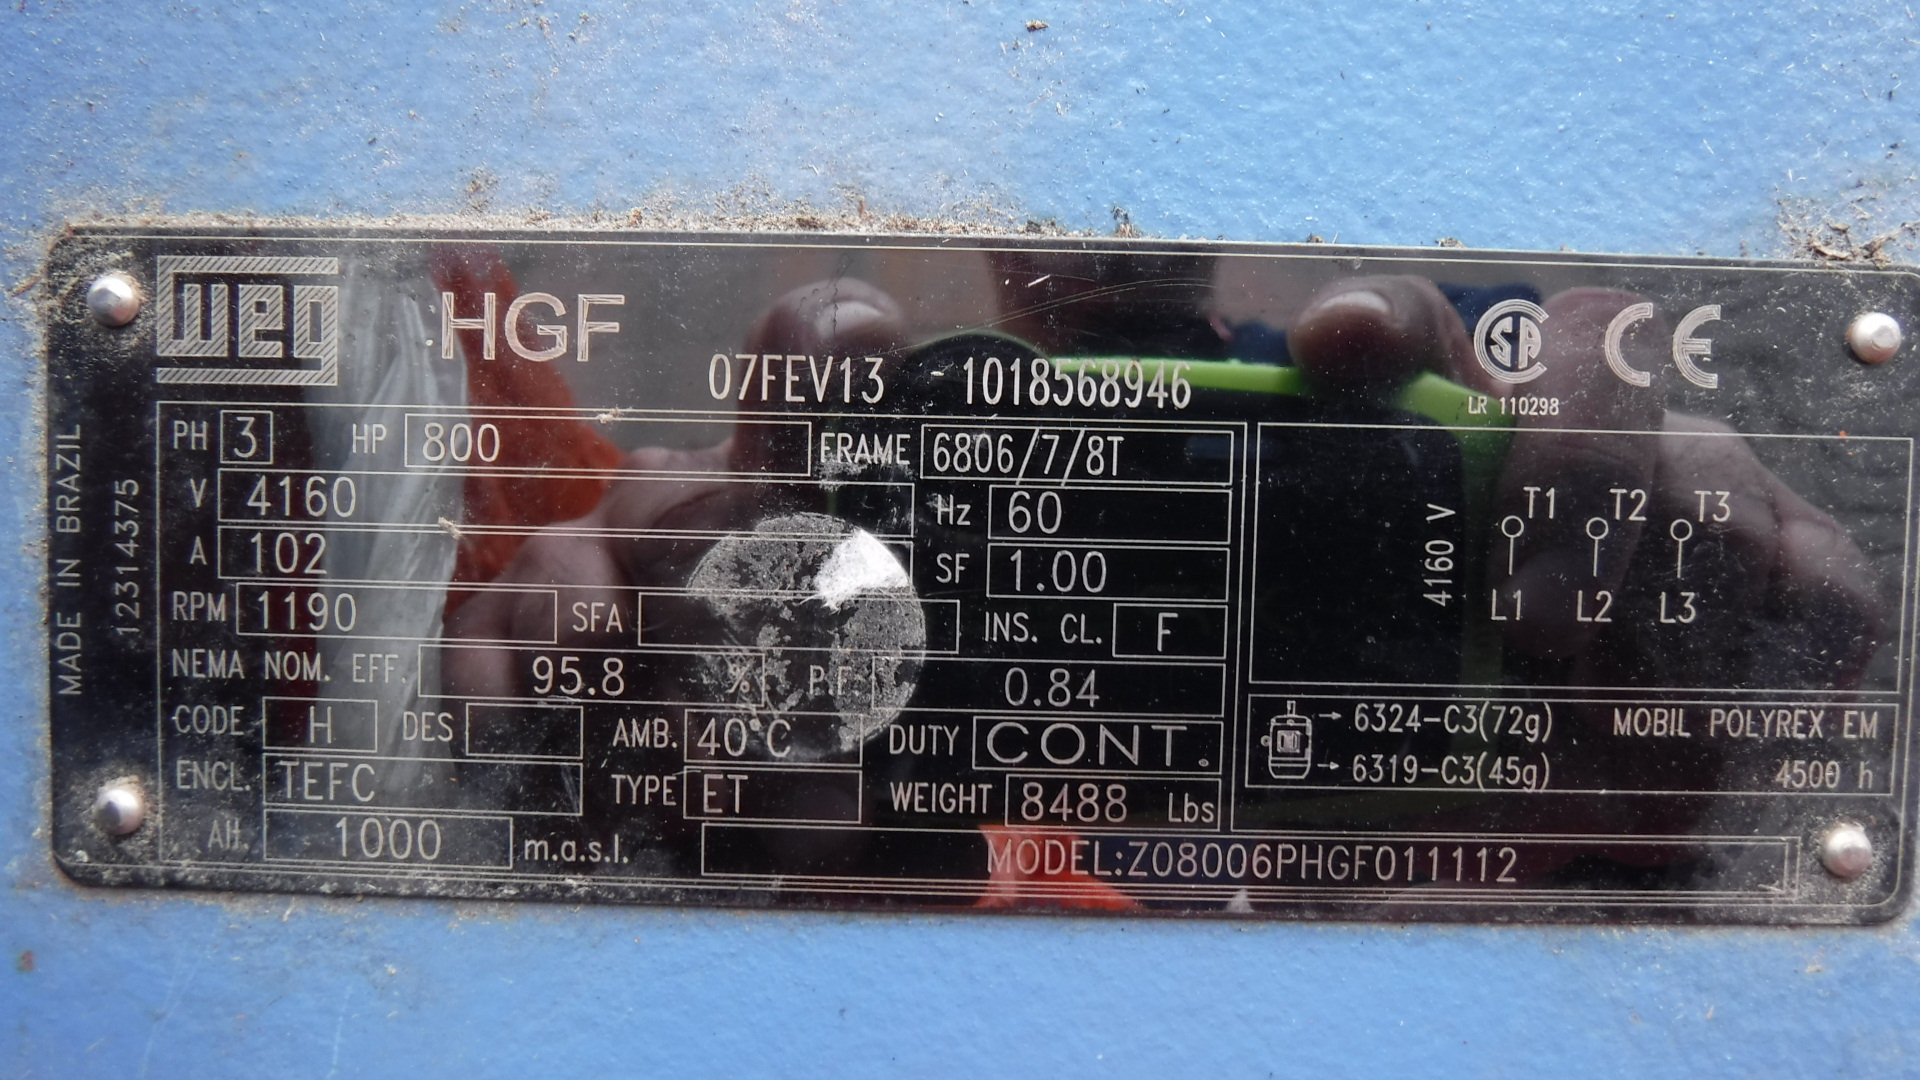 weg HGF
07FEV13 - 1018568946
CSA CE
LR 110298
MADE IN BRAZIL
12314375
PH 3 HP 800 FRAME 6806/7/8T
V 4160 Hz 60
A 102 SF 1.00
RPM 1190 SFA INS. CL. F
NEMA NOM. EFF. 95.8 % P.F. 0.84
CODE H DES AMB. 40°C DUTY CONT.
ENCL. TEFC TYPE ET WEIGHT 8488 Lbs
Alt. 1000 m.a.s.l.
MODEL:Z08006PHGF011112
4160 V
T1 T2 T3
L1 L2 L3
6324-C3(72g) MOBIL POLYREX EM
6319-C3(45g) 4500 h